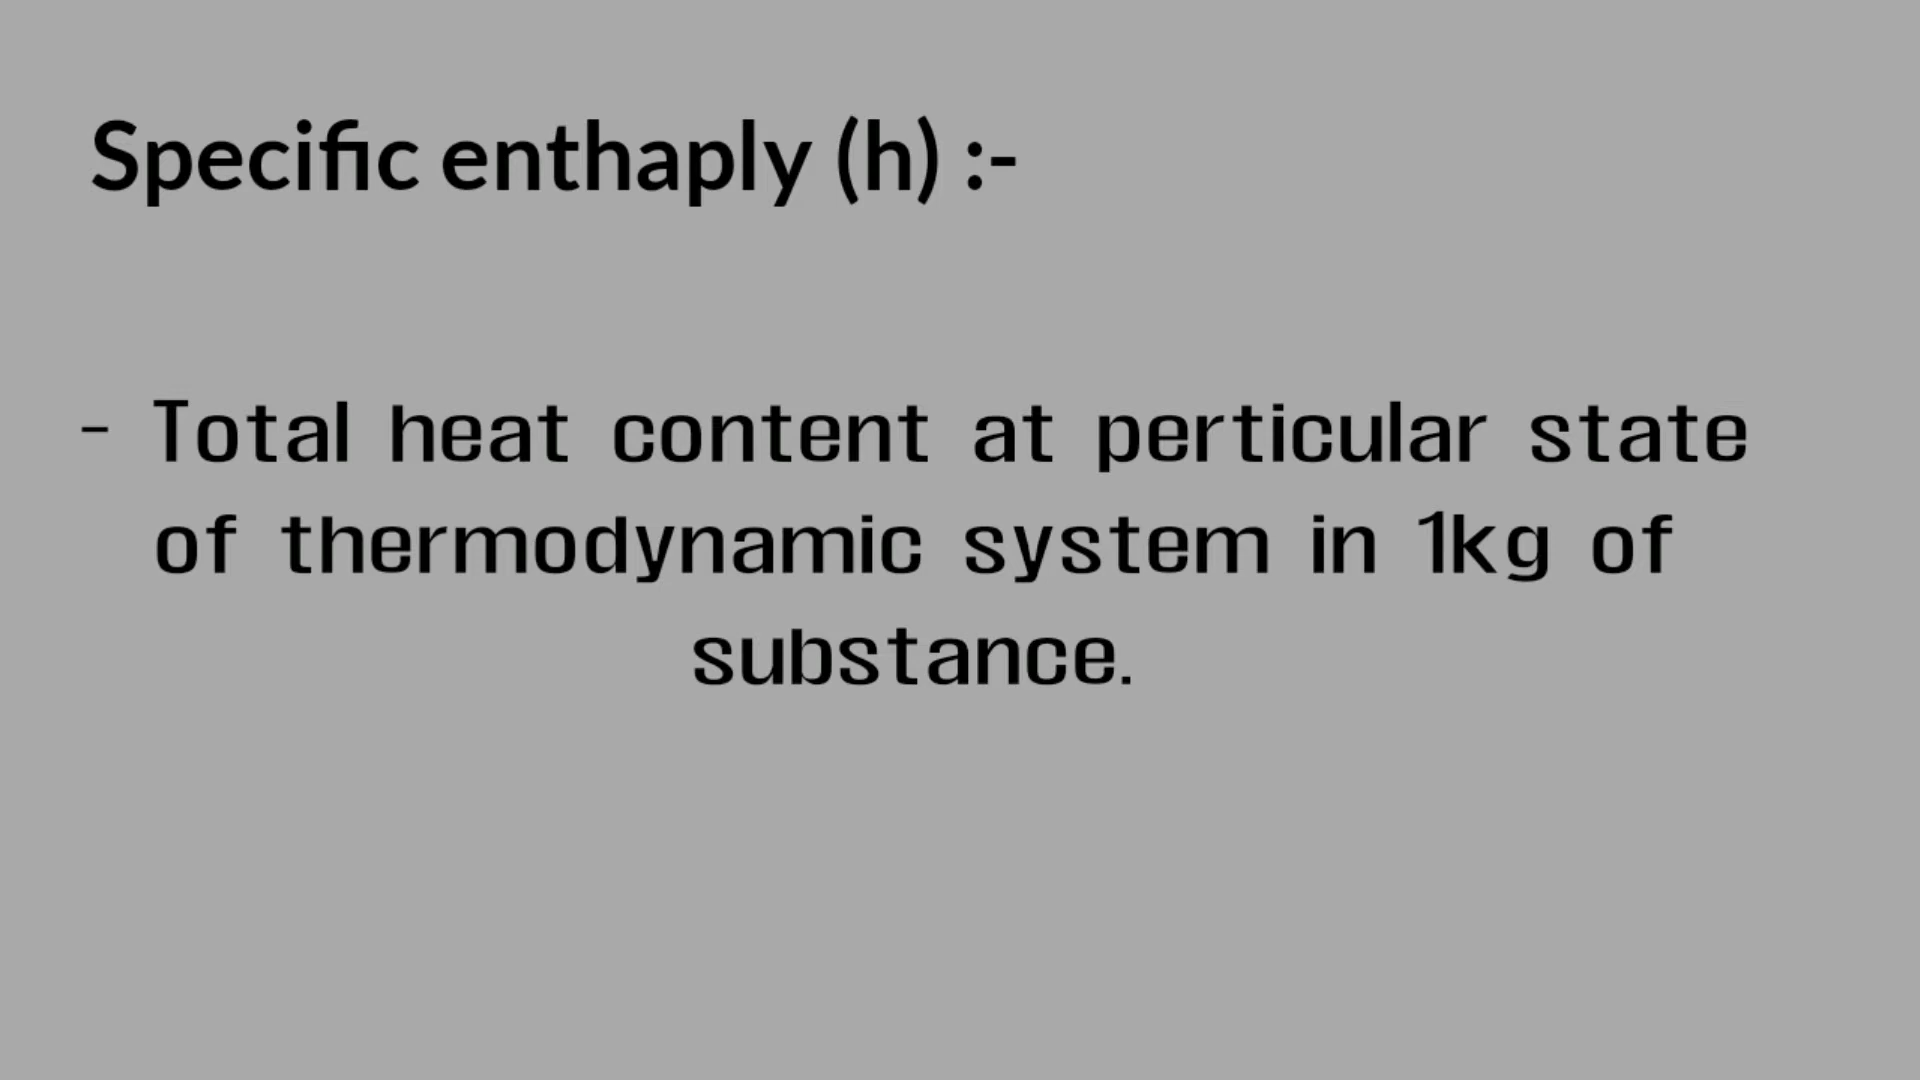 Specific enthaply (h) :-
- Total heat content at perticular state
of thermodynamic system in 1kg of
substance.